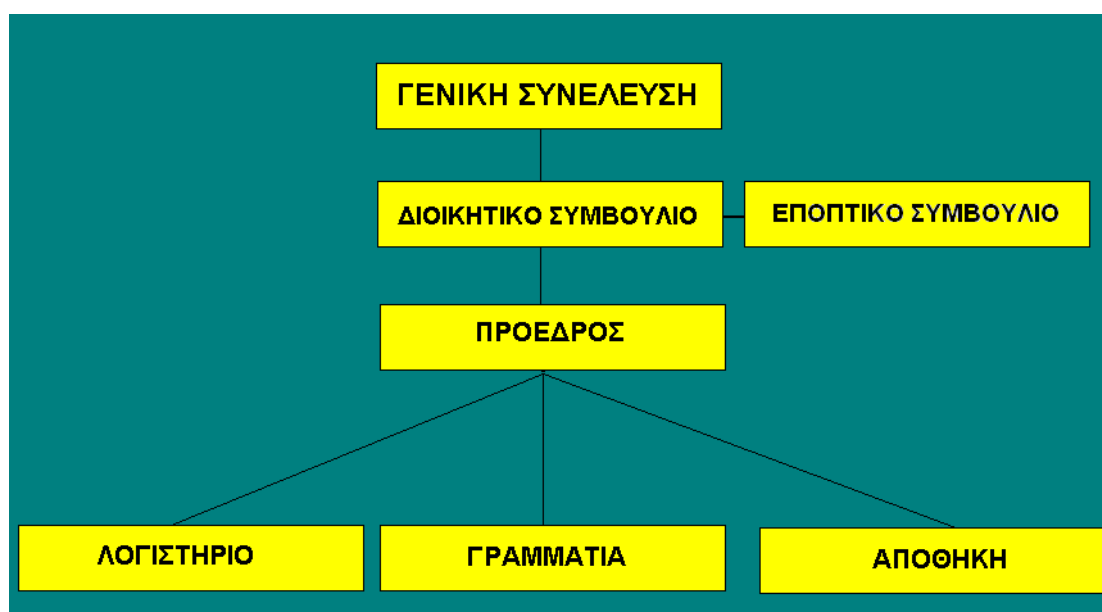 ΓΕΝΙΚΗ ΣΥΝΕΛΕΥΣΗ
ΔΙΟΙΚΗΤΙΚΟ ΣΥΜΒΟΥΛΙΟ
ΕΠΟΠΤΙΚΟ ΣΥΜΒΟΥΛΙΟ
ΠΡΟΕΔΡΟΣ
ΛΟΓΙΣΤΗΡΙΟ
ΓΡΑΜΜΑΤΙΑ
ΑΠΟΘΗΚΗ